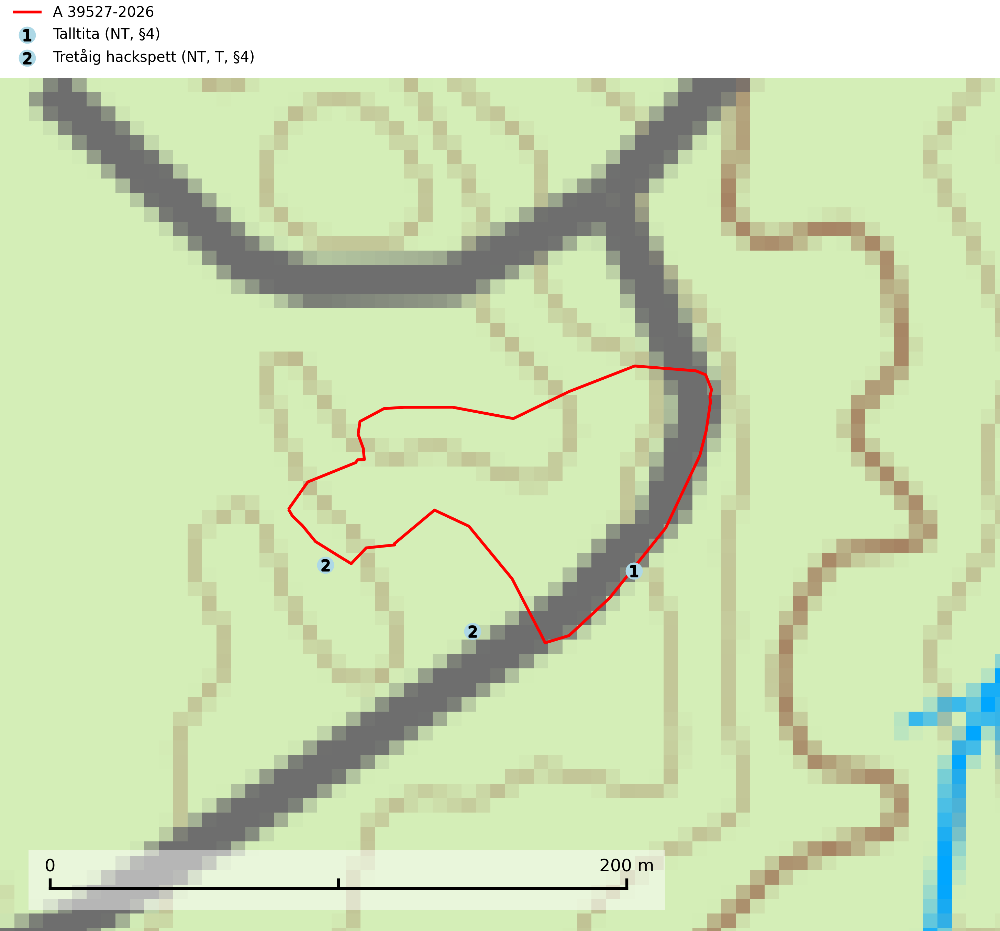 A 39527-2026
1 Talltita (NT, §4)
2 Tretåig hackspett (NT, T, §4)
2
1
2
0 200 m